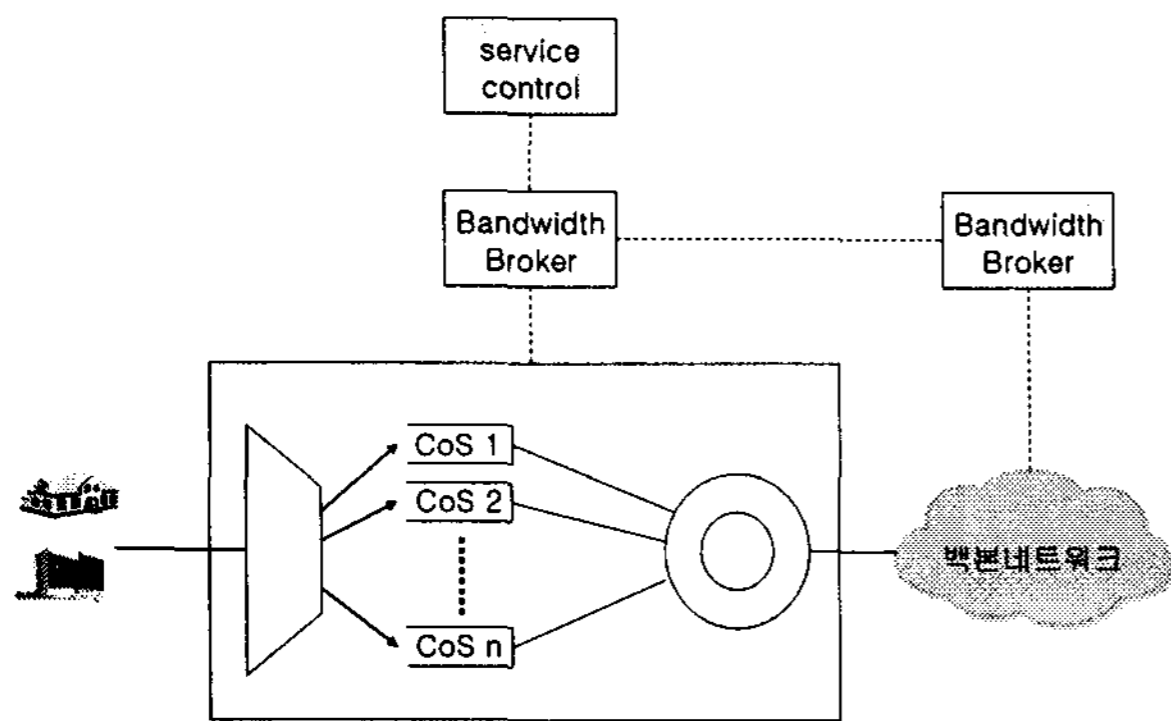 service
control
Bandwidth
Broker
Bandwidth
Broker
CoS 1
CoS 2
CoS n
백본네트워크